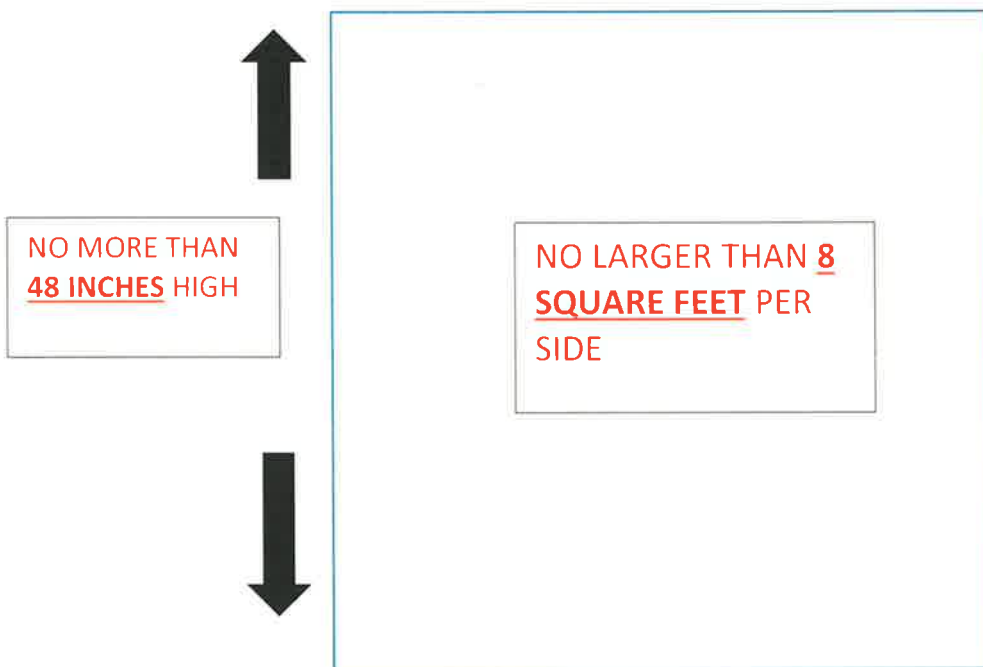 NO MORE THAN
48 INCHES HIGH
NO LARGER THAN 8
SQUARE FEET PER
SIDE